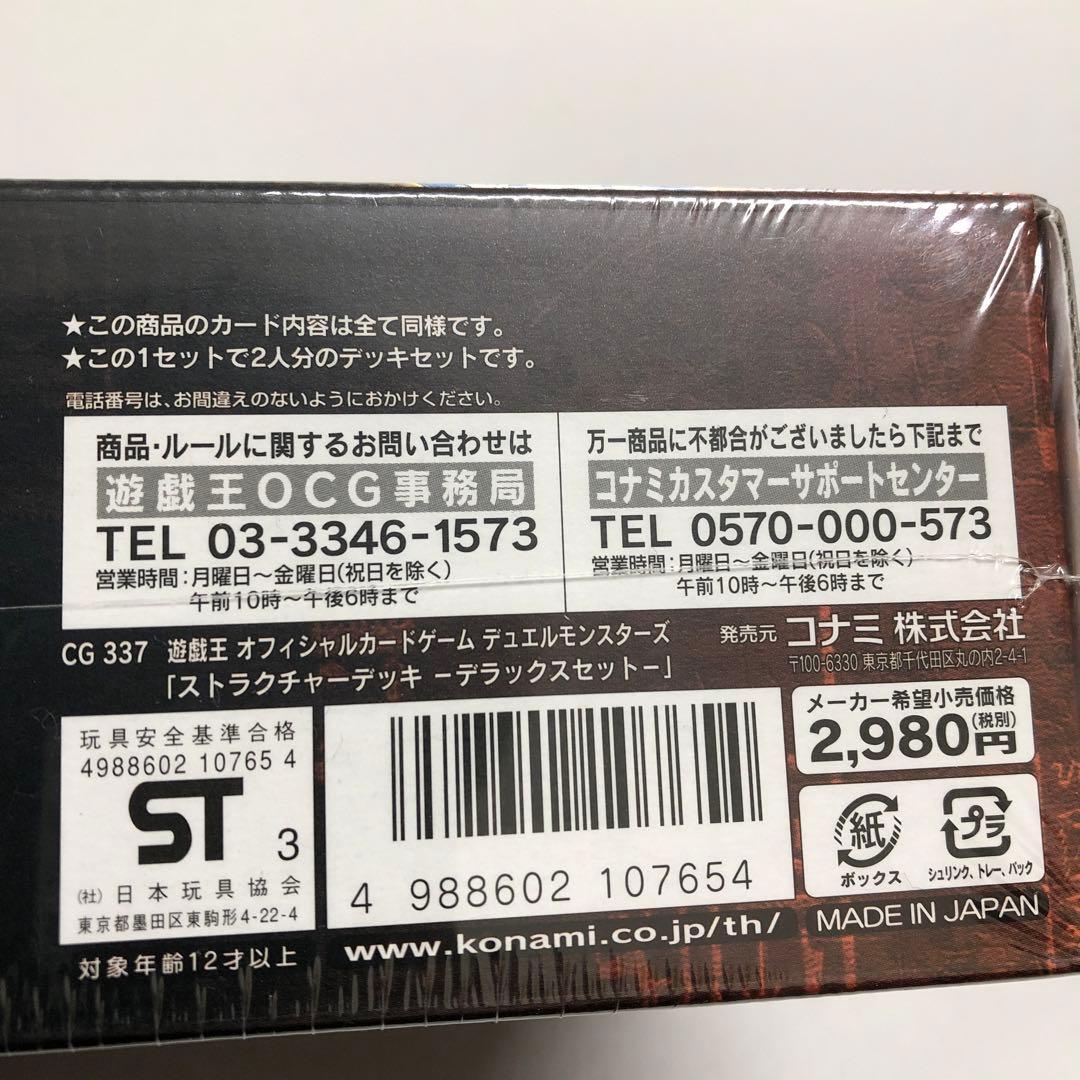 ★この商品のカード内容は全て同様です。
★この1セットで2人分のデッキセットです。
電話番号は、お間違えのないようにおかけください。
商品・ルールに関するお問い合わせは
遊戯王OCG事務局
TEL 03-3346-1573
営業時間：月曜日〜金曜日(祝日を除く)
午前10時〜午後6時まで
万一商品に不都合がございましたら下記まで
コナミカスタマーサポートセンター
TEL 0570-000-573
営業時間：月曜日〜金曜日(祝日を除く)
午前10時〜午後6時まで
CG 337 遊戯王 オフィシャルカードゲーム デュエルモンスターズ
「ストラクチャーデッキ −デラックスセット−」
発売元 コナミ 株式会社
〒100-6330 東京都千代田区丸の内2-4-1
玩具安全基準合格
4988602 10765 4
ST 3
(社) 日本玩具協会
東京都墨田区東駒形4-22-4
対象年齢12才以上
4 988602 107654
www.konami.co.jp/th/
メーカー希望小売価格
2,980円(税別)
紙
ボックス
プラ
シュリンク、トレー、パック
MADE IN JAPAN